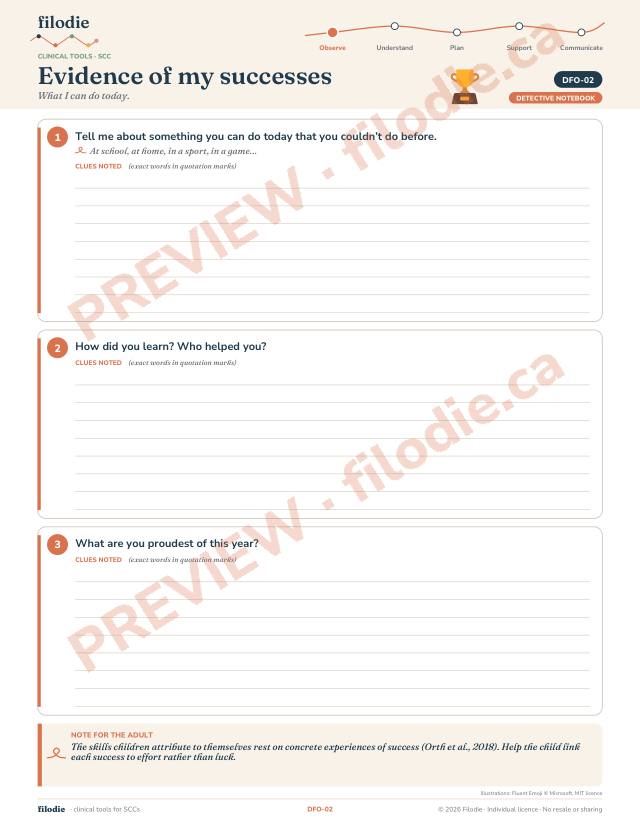 filodie
CLINICAL TOOLS · SCC
Observe Understand Plan Support Communicate
Evidence of my successes
What I can do today.
DFO-02
DETECTIVE NOTEBOOK
1 Tell me about something you can do today that you couldn't do before.
At school, at home, in a sport, in a game...
CLUES NOTED (exact words in quotation marks)
2 How did you learn? Who helped you?
CLUES NOTED (exact words in quotation marks)
3 What are you proudest of this year?
CLUES NOTED (exact words in quotation marks)
PREVIEW · filodie.ca
PREVIEW · filodie.ca
NOTE FOR THE ADULT
The skills children attribute to themselves rest on concrete experiences of success (Orth et al., 2018). Help the child link
each success to effort rather than luck.
Illustrations: Fluent Emoji © Microsoft, MIT licence
filodie · clinical tools for SCCs DFO-02 © 2026 Filodie · Individual licence · No resale or sharing